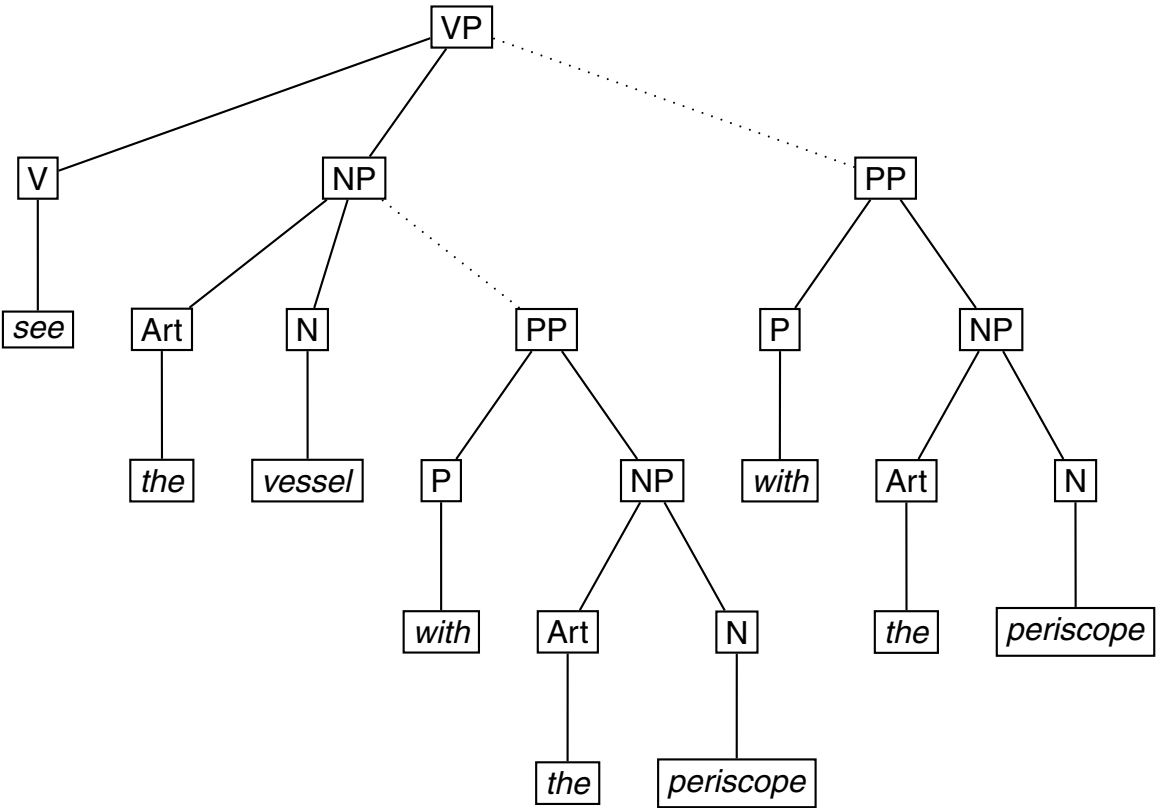 VP
V NP PP
see Art N PP P NP
the vessel P NP with Art N
with Art N the periscope
the periscope